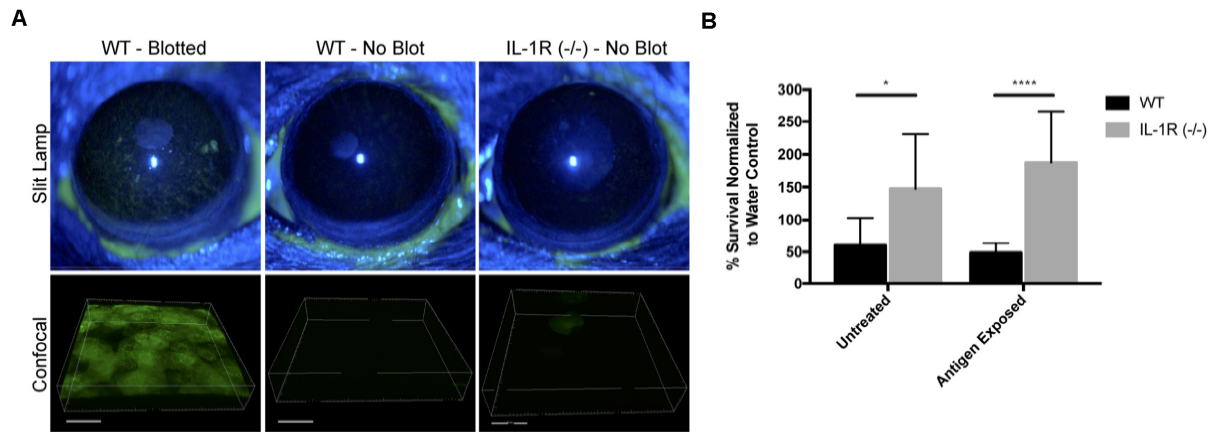 A
WT - Blotted
WT - No Blot
IL-1R (-/-) - No Blot
Slit Lamp
Confocal
B
% Survival Normalized
to Water Control
300
250
200
150
100
50
0
*
****
WT
IL-1R (-/-)
Untreated
Antigen Exposed